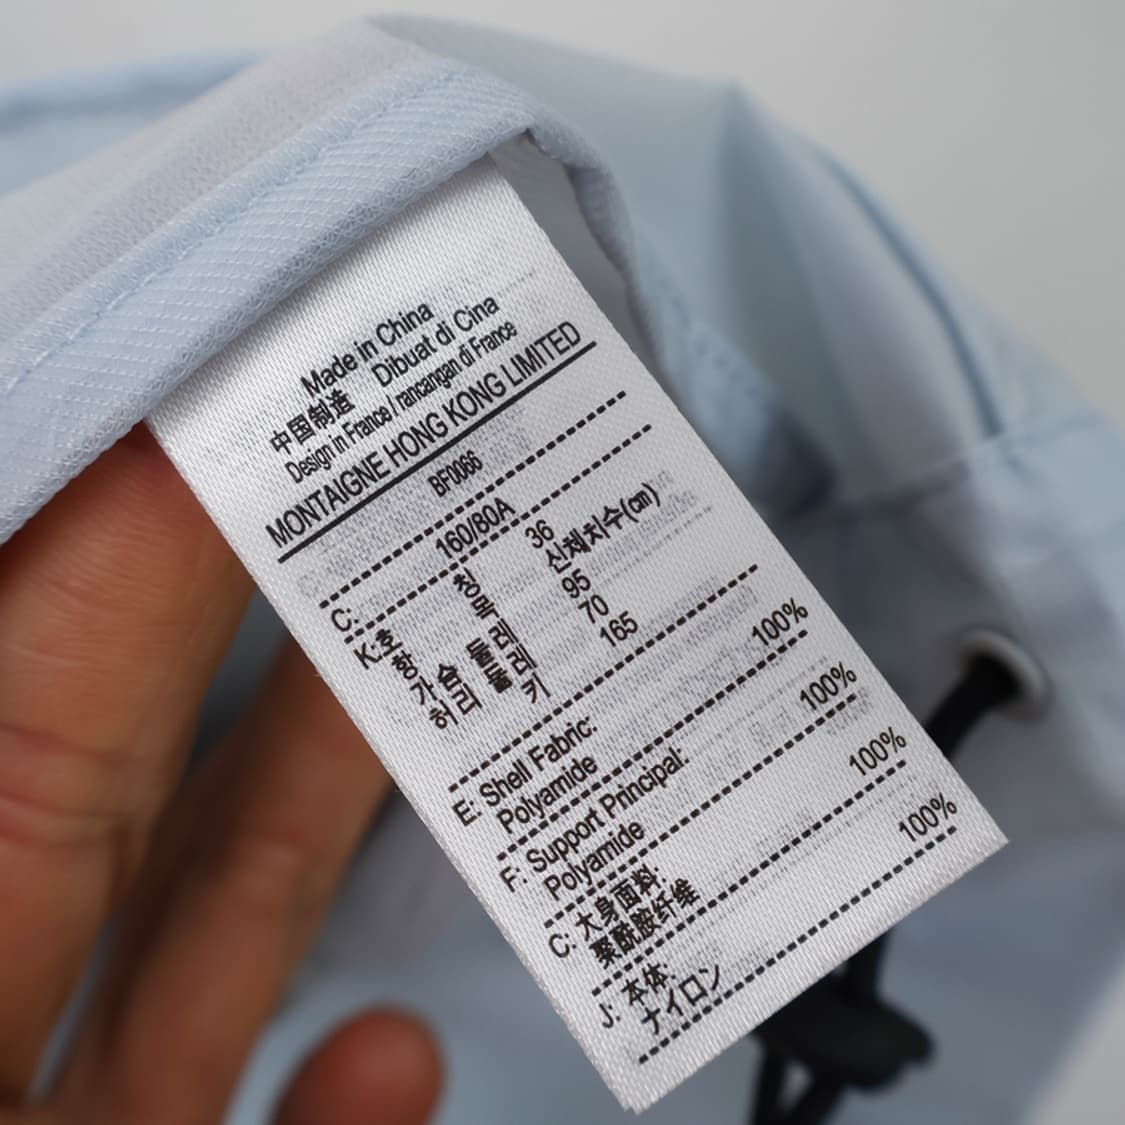 Made in China
中国制造 Dibuat di Cina
Design in France / rancangan di France
MONTAIGNE HONG KONG LIMITED
BF0066
C: 160/80A
K: 호 칭 36
항 목 신체치수(cm)
가 슴 둘 레 95
허 리 둘 레 70
키 165
E: Shell Fabric:
Polyamide 100%
F: Support Principal:
Polyamide 100%
C: 大身面料:
聚酰胺纤维 100%
J: 本体:
ナイロン 100%